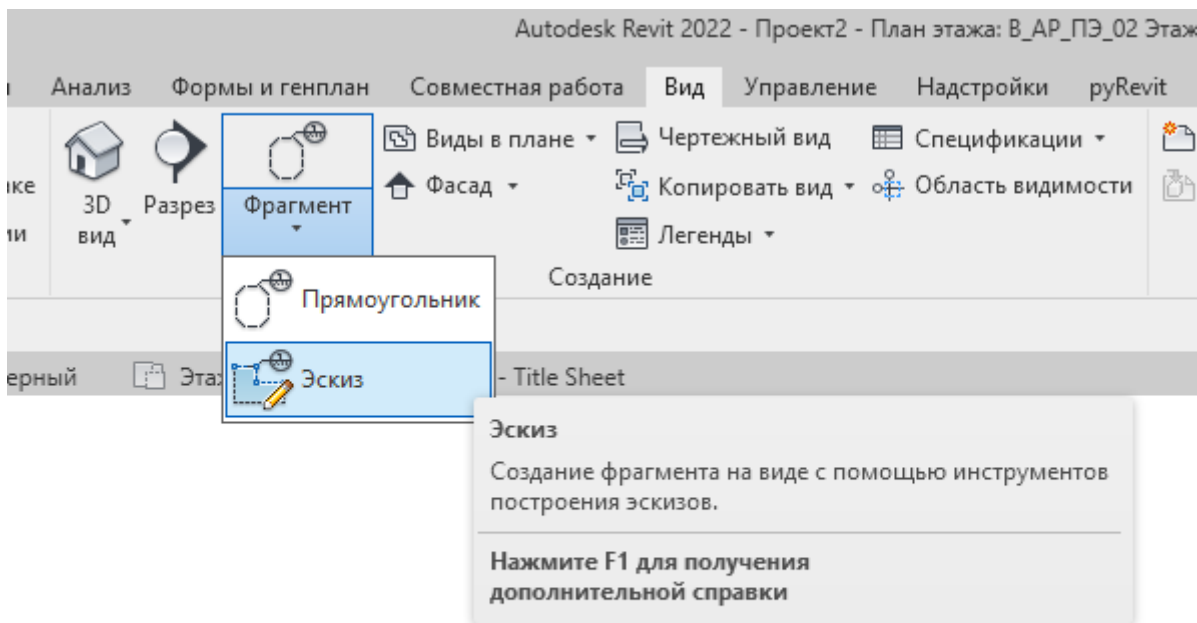 Autodesk Revit 2022 - Проект2 - План этажа: В_АР_ПЭ_02 Этаж
Анализ Формы и генплан Совместная работа Вид Управление Надстройки pyRevit
Виды в плане Чертежный вид Спецификации
3D вид Разрез Фрагмент Фасад Копировать вид Область видимости
Легенды
Создание
Прямоугольник
Эскиз
- Title Sheet
Эскиз
Создание фрагмента на виде с помощью инструментов
построения эскизов.
Нажмите F1 для получения
дополнительной справки